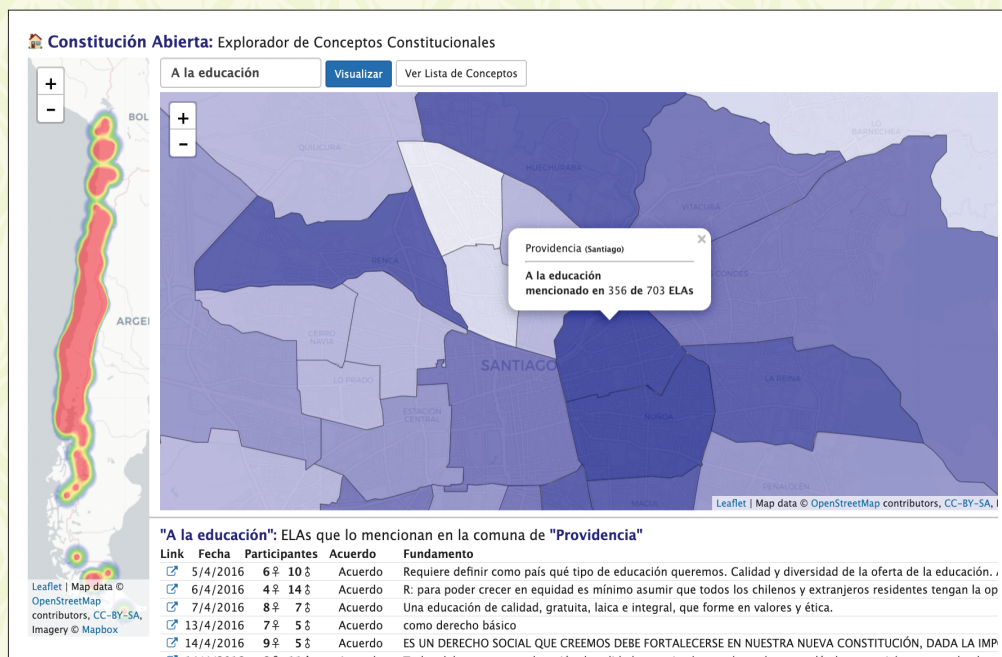 Constitución Abierta: Explorador de Conceptos Constitucionales
+
−
A la educación
Visualizar
Ver Lista de Conceptos
+
−
BOL
ARGE
QUILICURA
HUECHURABA
LO
BARNECHEA
VITACURA
RENCA
CONDES
Providencia (Santiago)
×
A la educación
mencionado en 356 de 703 ELAs
CERRO
NAVIA
LO PRADO
SANTIAGO
ESTACIÓN
CENTRAL
LA REINA
ÑUÑOA
PEÑALOLÉN
MACUL
Leaflet | Map data © OpenStreetMap contributors, CC-BY-SA,
Leaflet | Map data ©
OpenStreetMap
contributors, CC-BY-SA,
Imagery © Mapbox
"A la educación": ELAs que lo mencionan en la comuna de "Providencia"
Link Fecha Participantes Acuerdo Fundamento
5/4/2016 6♀ 10♂ Acuerdo Requiere definir como país qué tipo de educación queremos. Calidad y diversidad de la oferta de la educación.
6/4/2016 4♀ 14♂ Acuerdo R: para poder crecer en equidad es mínimo asumir que todos los chilenos y extranjeros residentes tengan la op
7/4/2016 8♀ 7♂ Acuerdo Una educación de calidad, gratuita, laica e integral, que forme en valores y ética.
13/4/2016 7♀ 5♂ Acuerdo como derecho básico
14/4/2016 9♀ 5♂ Acuerdo ES UN DERECHO SOCIAL QUE CREEMOS DEBE FORTALECERSE EN NUESTRA NUEVA CONSTITUCIÓN, DADA LA IMP